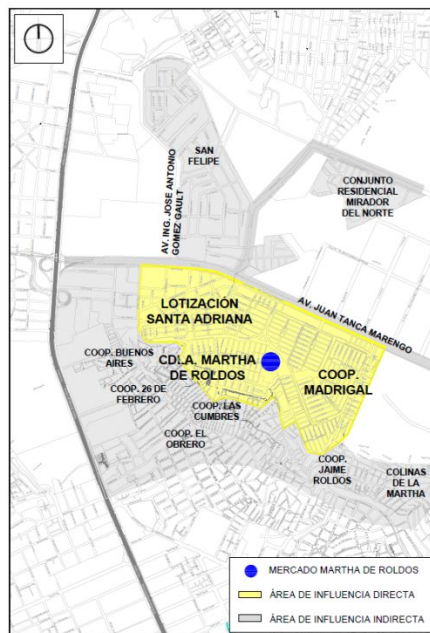 SAN
FELIPE
CONJUNTO
RESIDENCIAL
MIRADOR
DEL NORTE
AV. ING. JOSE ANTONIO
GOMEZ GAULT
AV. JUAN TANCA MARENGO
LOTIZACIÓN
SANTA ADRIANA
COOP. BUENOS
AIRES
CDLA. MARTHA
DE ROLDOS
COOP.
MADRIGAL
COOP. 26 DE
FEBRERO
COOP. LAS
CUMBRES
COOP. EL
OBRERO
COOP.
JAIME
ROLDOS
COLINAS
DE LA
MARTHA
MERCADO MARTHA DE ROLDOS
ÁREA DE INFLUENCIA DIRECTA
ÁREA DE INFLUENCIA INDIRECTA